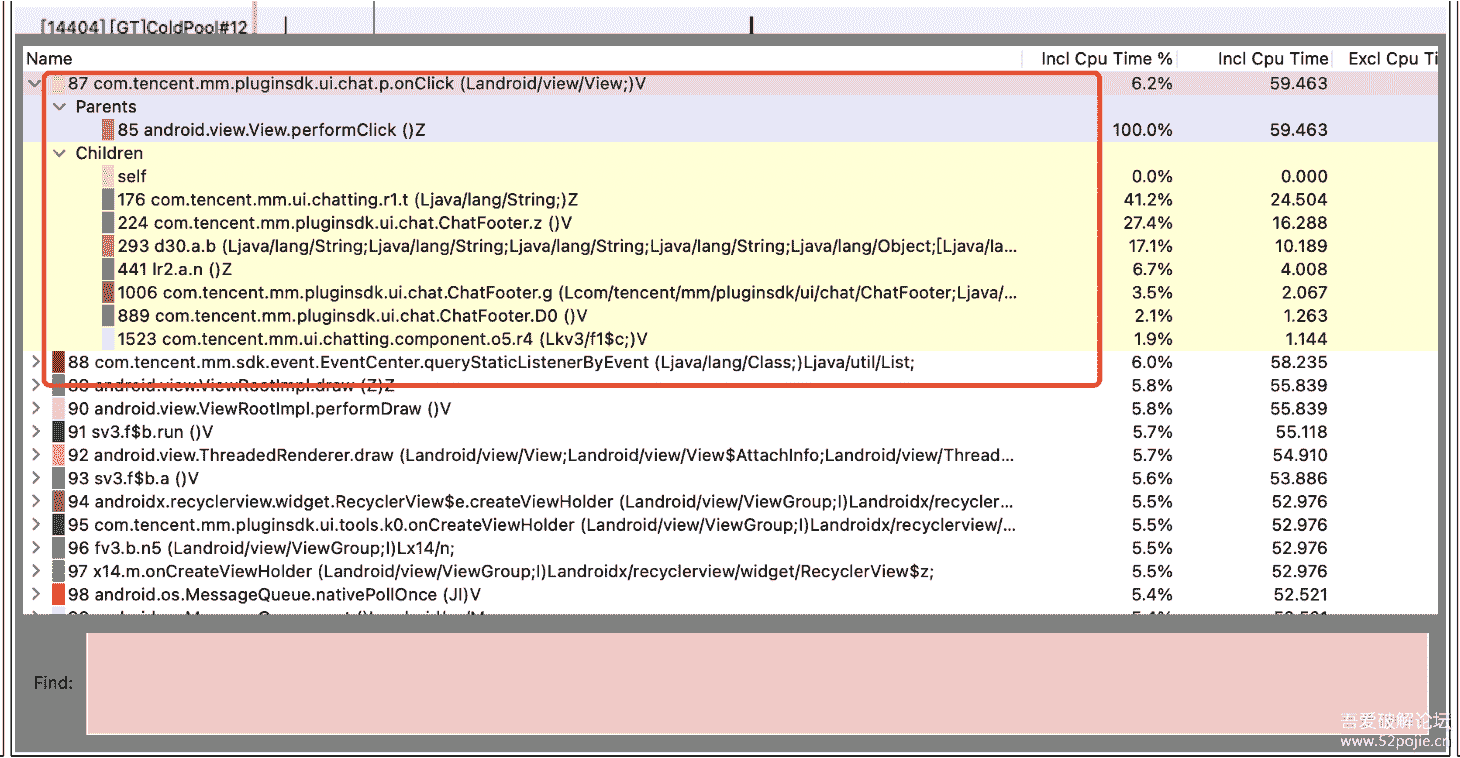 [14404] [GT]ColdPool#12
Name Incl Cpu Time % Incl Cpu Time Excl Cpu Ti
87 com.tencent.mm.pluginsdk.ui.chat.p.onClick (Landroid/view/View;)V 6.2% 59.463
Parents
85 android.view.View.performClick ()Z 100.0% 59.463
Children
self 0.0% 0.000
176 com.tencent.mm.ui.chatting.r1.t (Ljava/lang/String;)Z 41.2% 24.504
224 com.tencent.mm.pluginsdk.ui.chat.ChatFooter.z ()V 27.4% 16.288
293 d30.a.b (Ljava/lang/String;Ljava/lang/String;Ljava/lang/String;Ljava/lang/String;Ljava/lang/Object;[Ljava/la... 17.1% 10.189
441 lr2.a.n ()Z 6.7% 4.008
1006 com.tencent.mm.pluginsdk.ui.chat.ChatFooter.g (Lcom/tencent/mm/pluginsdk/ui/chat/ChatFooter;Ljava/... 3.5% 2.067
889 com.tencent.mm.pluginsdk.ui.chat.ChatFooter.D0 ()V 2.1% 1.263
1523 com.tencent.mm.ui.chatting.component.o5.r4 (Lkv3/f1$c;)V 1.9% 1.144
88 com.tencent.mm.sdk.event.EventCenter.queryStaticListenerByEvent (Ljava/lang/Class;)Ljava/util/List; 6.0% 58.235
89 android.view.ViewRootImpl.draw (Z)Z 5.8% 55.839
90 android.view.ViewRootImpl.performDraw ()V 5.8% 55.839
91 sv3.f$b.run ()V 5.7% 55.118
92 android.view.ThreadedRenderer.draw (Landroid/view/View;Landroid/view/View$AttachInfo;Landroid/view/Thread... 5.7% 54.910
93 sv3.f$b.a ()V 5.6% 53.886
94 androidx.recyclerview.widget.RecyclerView$e.createViewHolder (Landroid/view/ViewGroup;I)Landroidx/recycler... 5.5% 52.976
95 com.tencent.mm.pluginsdk.ui.tools.k0.onCreateViewHolder (Landroid/view/ViewGroup;I)Landroidx/recyclerview/... 5.5% 52.976
96 fv3.b.n5 (Landroid/view/ViewGroup;I)Lx14/n; 5.5% 52.976
97 x14.m.onCreateViewHolder (Landroid/view/ViewGroup;I)Landroidx/recyclerview/widget/RecyclerView$z; 5.5% 52.976
98 android.os.MessageQueue.nativePollOnce (JI)V 5.4% 52.521
Find:
吾爱破解论坛
www.52pojie.cn